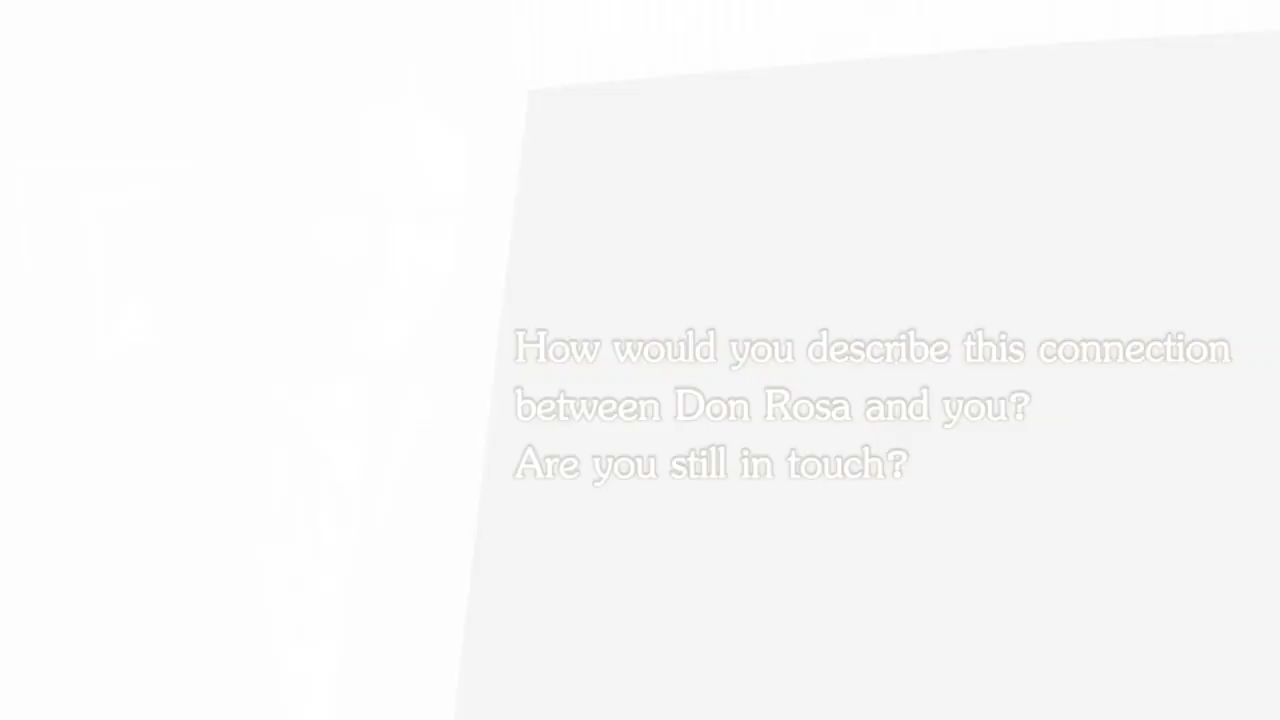 How would you describe this connection
between Don Rosa and you?
Are you still in touch?